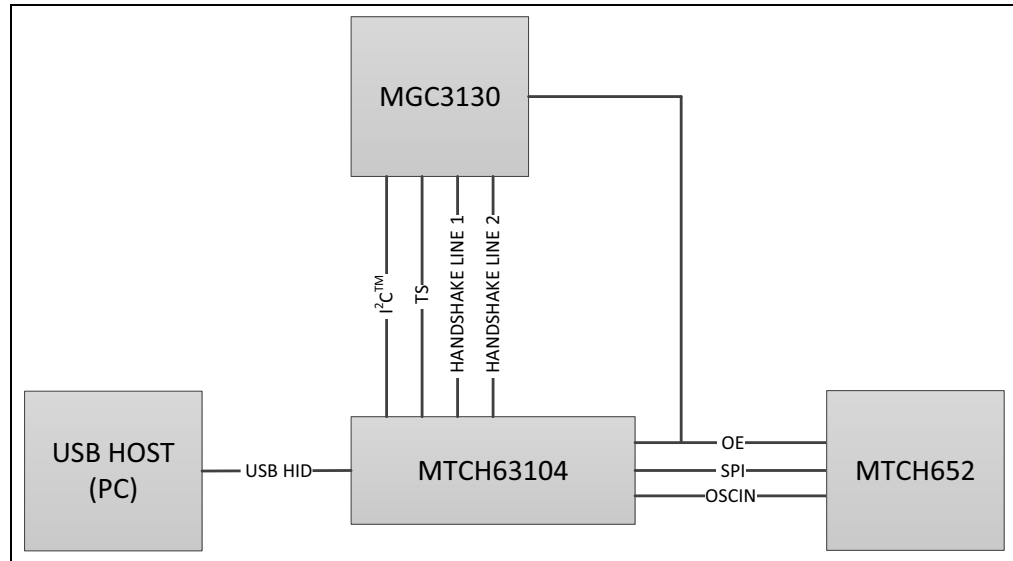 MGC3130
I²C™
TS
HANDSHAKE LINE 1
HANDSHAKE LINE 2
USB HOST
(PC)
USB HID
MTCH63104
OE
SPI
OSCIN
MTCH652